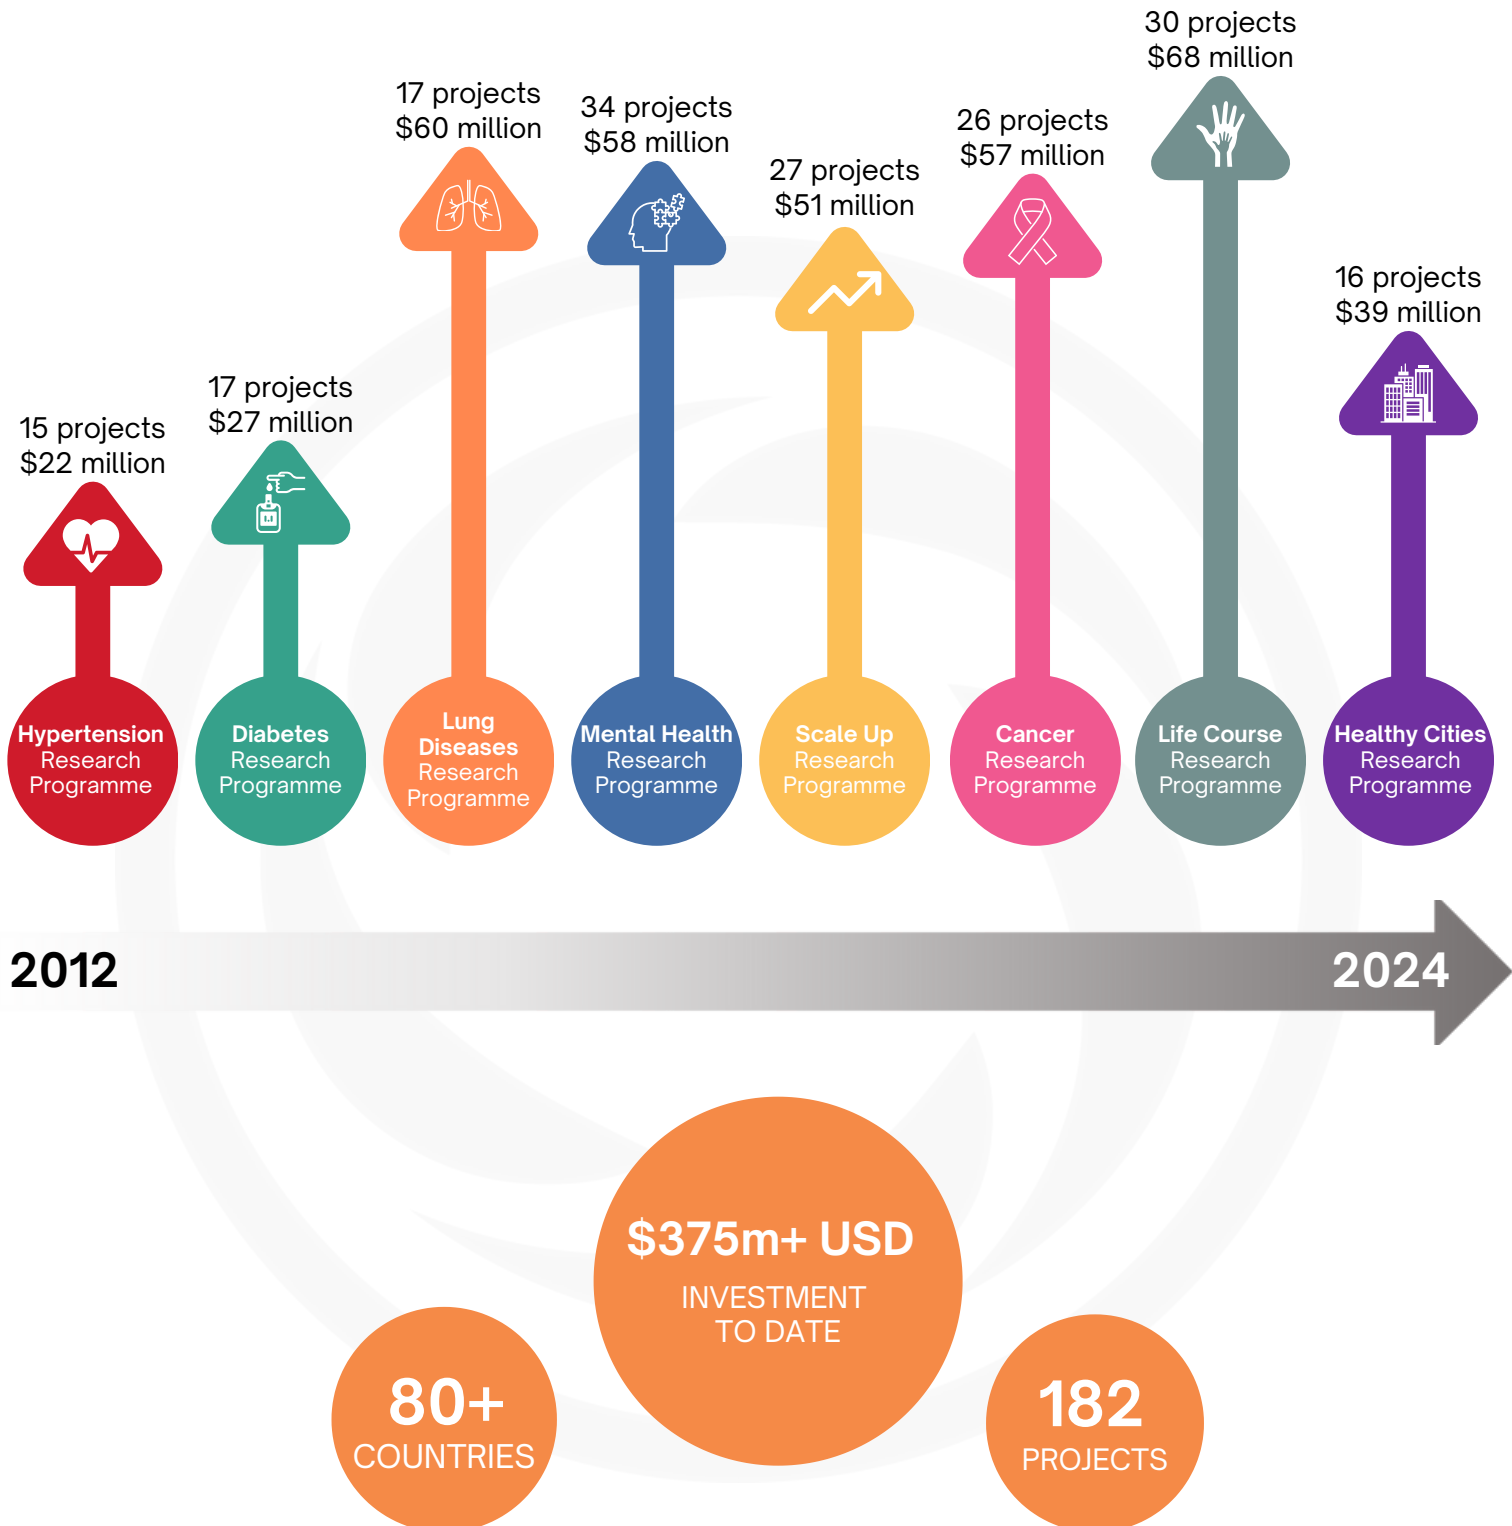 15 projects
$22 million
17 projects
$27 million
17 projects
$60 million
34 projects
$58 million
27 projects
$51 million
26 projects
$57 million
30 projects
$68 million
16 projects
$39 million
Hypertension
Research
Programme
Diabetes
Research
Programme
Lung
Diseases
Research
Programme
Mental Health
Research
Programme
Scale Up
Research
Programme
Cancer
Research
Programme
Life Course
Research
Programme
Healthy Cities
Research
Programme
2012
2024
$375m+ USD
INVESTMENT
TO DATE
80+
COUNTRIES
182
PROJECTS